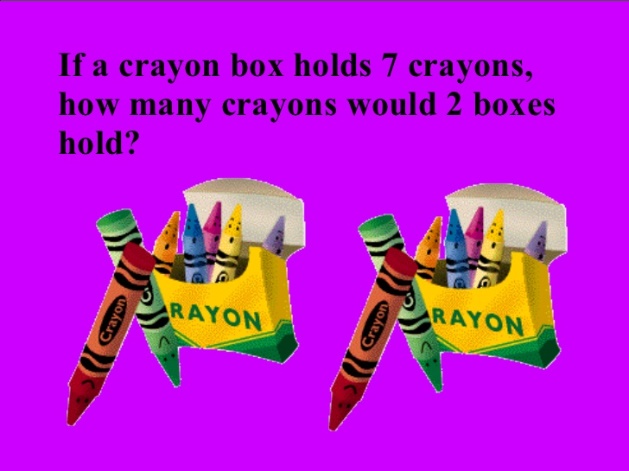 If a crayon box holds 7 crayons,
how many crayons would 2 boxes
hold?
RAYON
Crayon
RAYON
Crayon